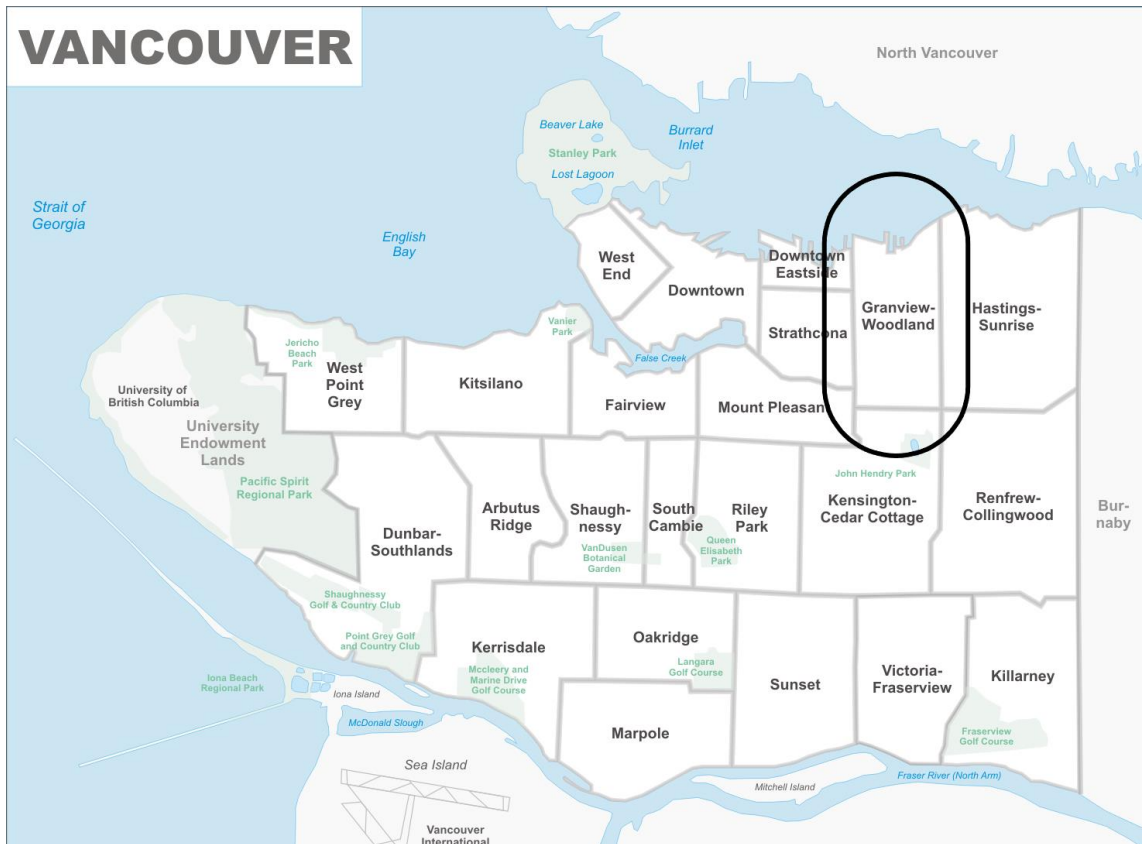 VANCOUVER
North Vancouver
Beaver Lake
Stanley Park
Lost Lagoon
Burrard
Inlet
Strait of
Georgia
English
Bay
West
End
Downtown
Downtown
Eastside
Strathcona
Granview-
Woodland
Hastings-
Sunrise
Vanier
Park
False Creek
Jericho
Beach
Park
West
Point
Grey
Kitsilano
Fairview
Mount Pleasan
University of
British Columbia
University
Endowment
Lands
Pacific Spirit
Regional Park
Dunbar-
Southlands
Arbutus
Ridge
Shaugh-
nessy
VanDusen
Botanical
Garden
South
Cambie
Riley
Park
Queen
Elisabeth
Park
John Hendry Park
Kensington-
Cedar Cottage
Renfrew-
Collingwood
Bur-
naby
Shaughnessy
Golf & Country Club
Point Grey Golf
and Country Club
Kerrisdale
Mccleery and
Marine Drive
Golf Course
Oakridge
Langara
Golf Course
Marpole
Sunset
Victoria-
Fraserview
Killarney
Fraserview
Golf Course
Iona Beach
Regional Park
Iona Island
McDonald Slough
Sea Island
Mitchell Island
Fraser River (North Arm)
Vancouver
International